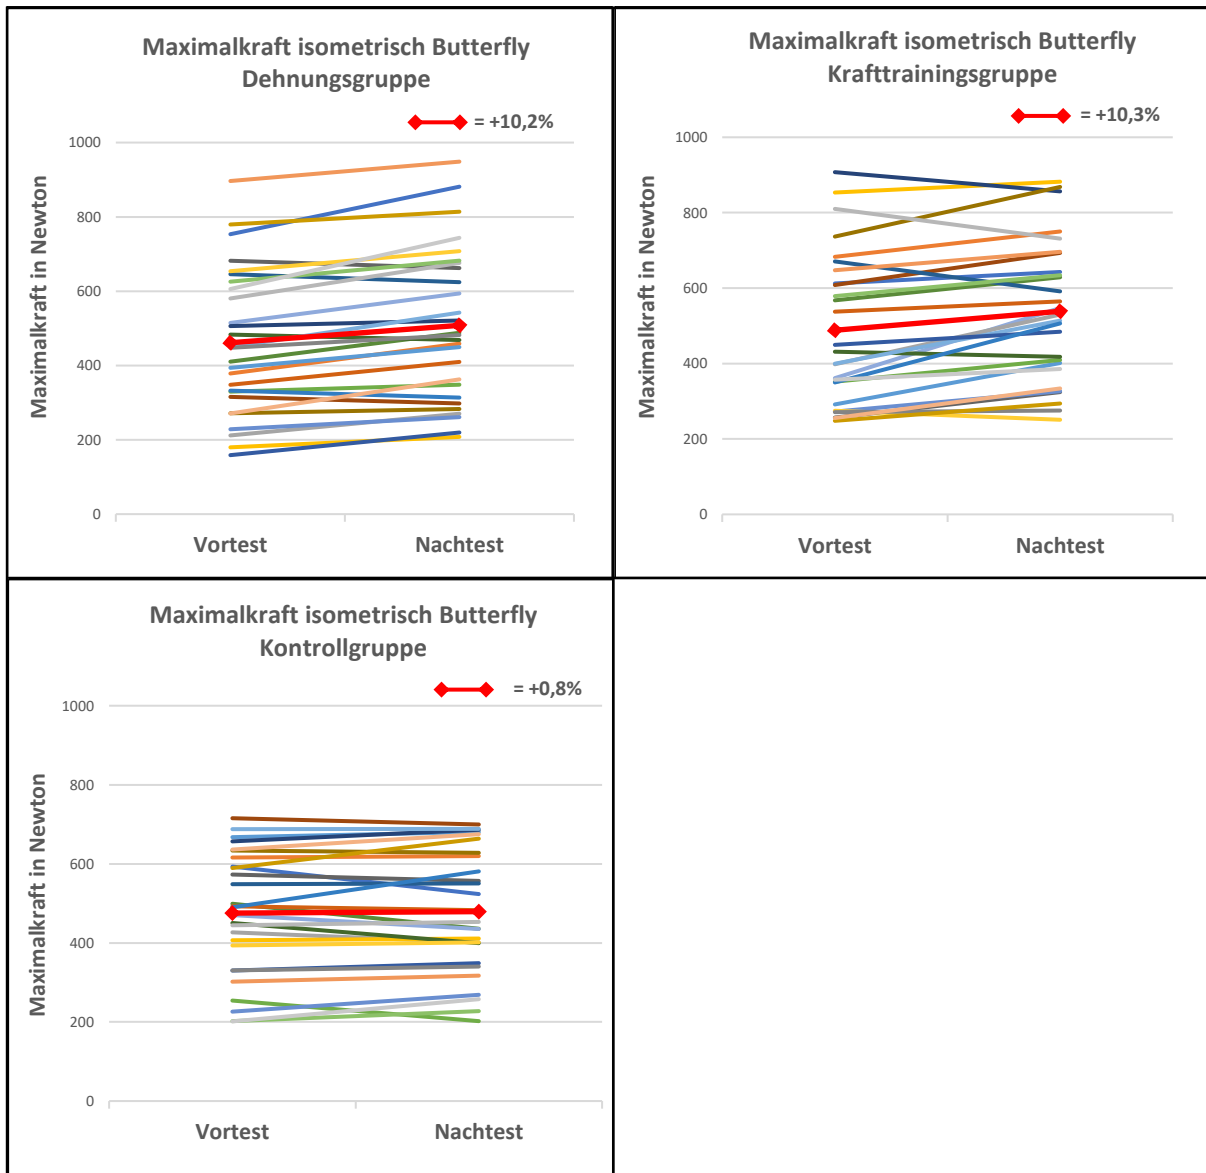 Maximalkraft isometrisch Butterfly
Dehnungsgruppe
= +10,2%
Maximalkraft in Newton
1000
800
600
400
200
0
Vortest
Nachtest
Maximalkraft isometrisch Butterfly
Krafttrainingsgruppe
= +10,3%
Maximalkraft in Newton
1000
800
600
400
200
0
Vortest
Nachtest
Maximalkraft isometrisch Butterfly
Kontrollgruppe
= +0,8%
Maximalkraft in Newton
1000
800
600
400
200
0
Vortest
Nachtest